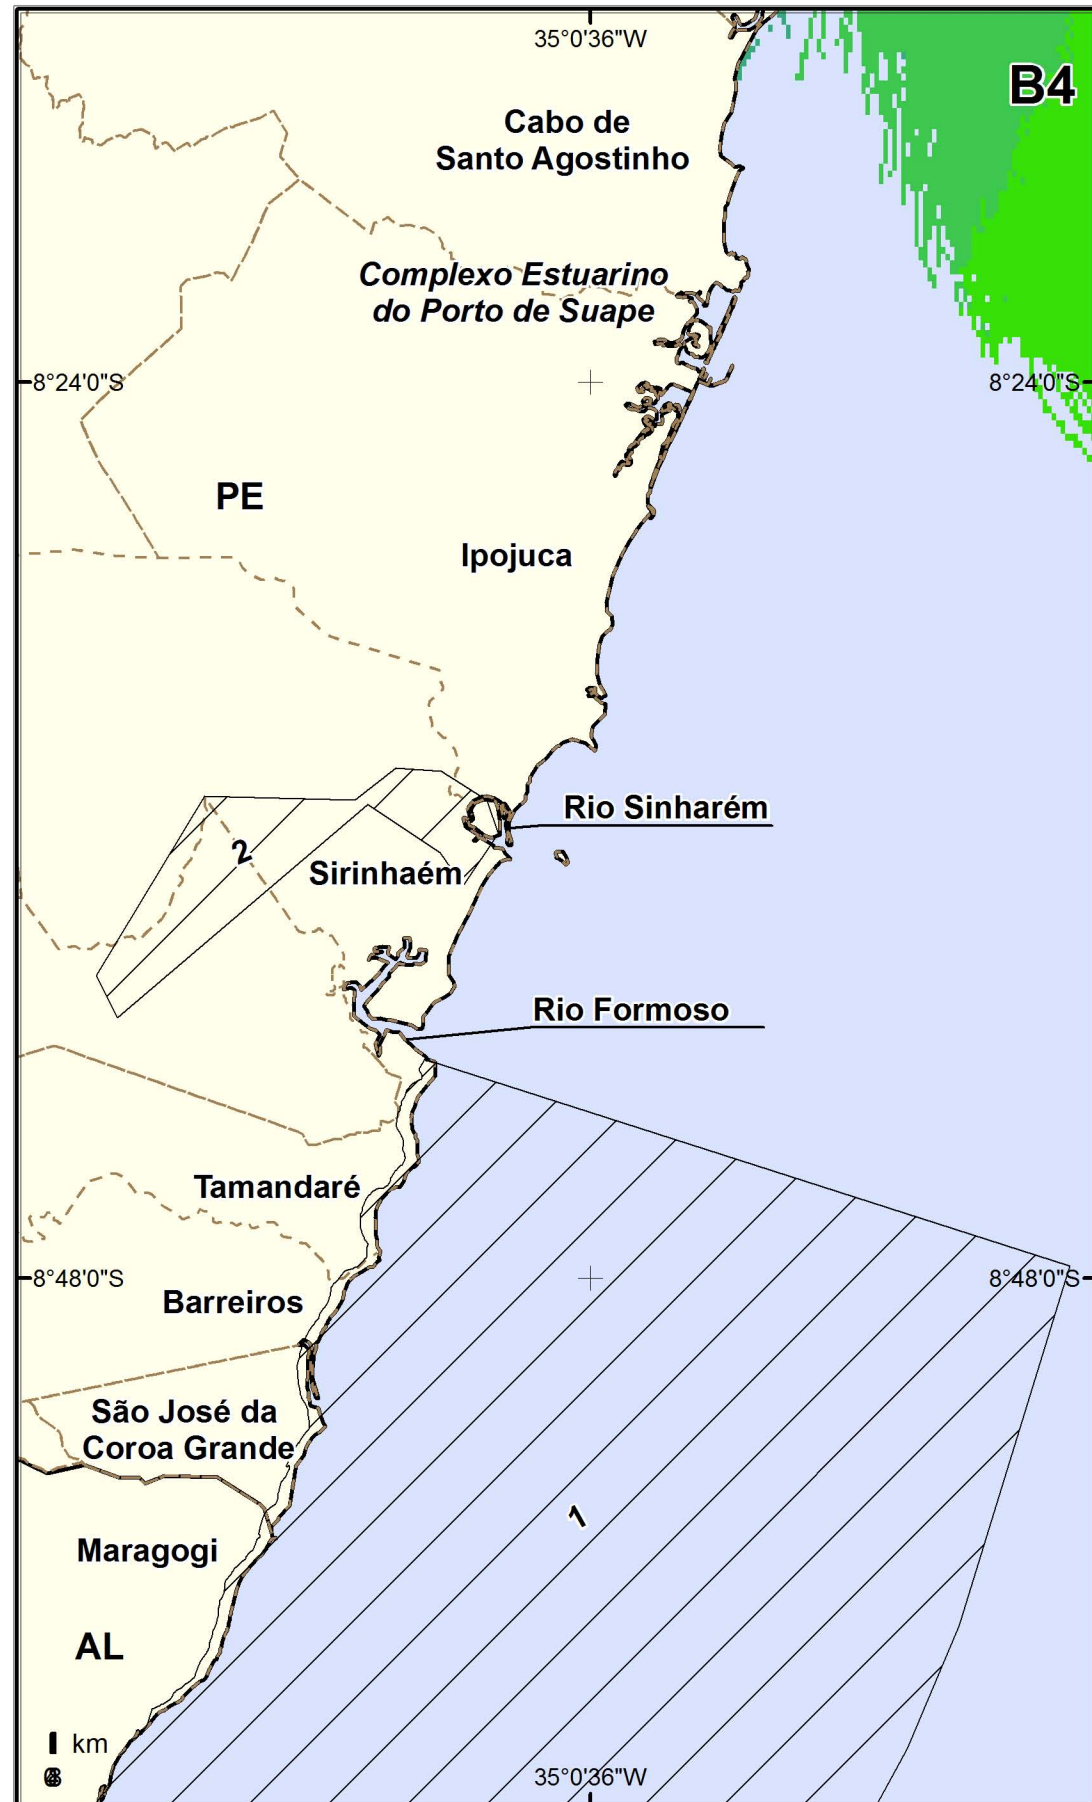 35°0'36"W
B4
Cabo de
Santo Agostinho
Complexo Estuarino
do Porto de Suape
8°24'0"S
8°24'0"S
PE
Ipojuca
Rio Sinharém
2
Sirinhaém
Rio Formoso
Tamandaré
8°48'0"S
8°48'0"S
Barreiros
São José da
Coroa Grande
1
Maragogi
AL
km
35°0'36"W